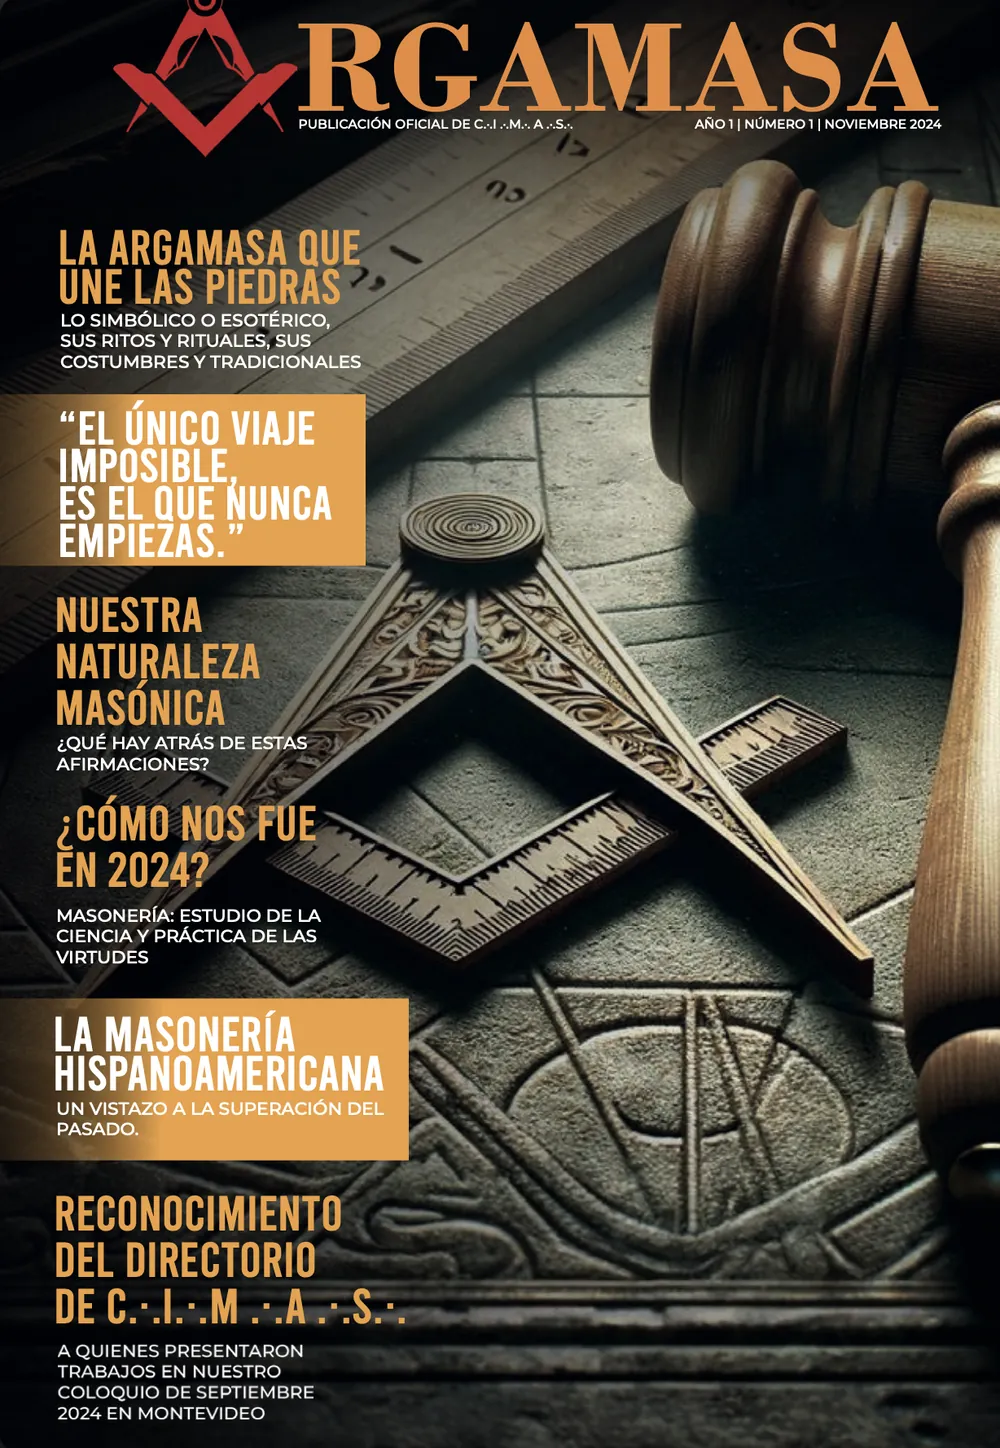 RGAMASA
PUBLICACIÓN OFICIAL DE C.·.I .·.M.·. A .·.S.·.
AÑO 1 | NÚMERO 1 | NOVIEMBRE 2024
LA ARGAMASA QUE
UNE LAS PIEDRAS
LO SIMBÓLICO O ESOTÉRICO,
SUS RITOS Y RITUALES, SUS
COSTUMBRES Y TRADICIONALES
“EL ÚNICO VIAJE
IMPOSIBLE,
ES EL QUE NUNCA
EMPIEZAS.”
NUESTRA
NATURALEZA
MASÓNICA
¿QUÉ HAY ATRÁS DE ESTAS
AFIRMACIONES?
¿CÓMO NOS FUE
EN 2024?
MASONERÍA: ESTUDIO DE LA
CIENCIA Y PRÁCTICA DE LAS
VIRTUDES
LA MASONERÍA
HISPANOAMERICANA
UN VISTAZO A LA SUPERACIÓN DEL
PASADO.
RECONOCIMIENTO
DEL DIRECTORIO
DE C.·.I.·.M .·.A .·.S.·.
A QUIENES PRESENTARON
TRABAJOS EN NUESTRO
COLOQUIO DE SEPTIEMBRE
2024 EN MONTEVIDEO